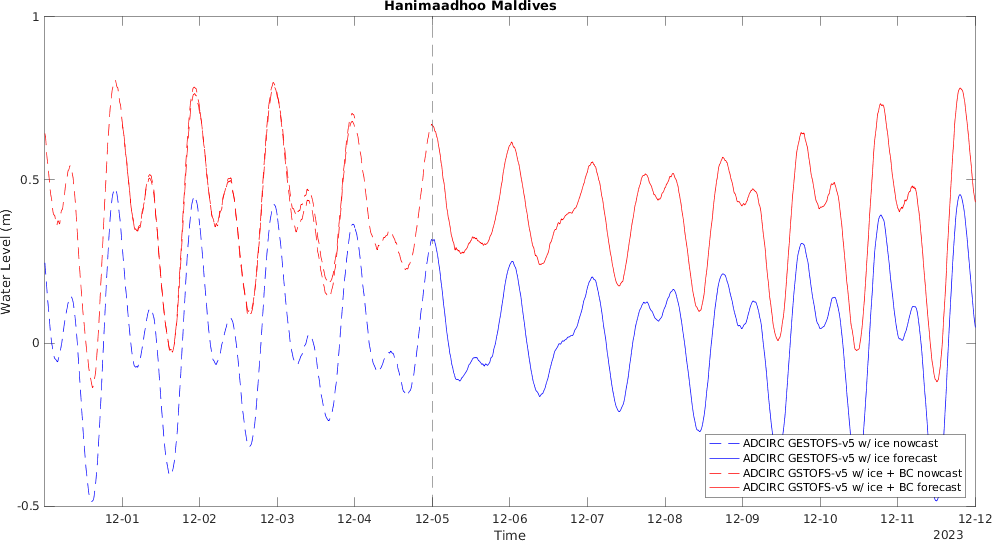 Hanimaadhoo Maldives
1
0.5
0
-0.5
Water Level (m)
ADCIRC GESTOFS-v5 w/ ice nowcast
ADCIRC GESTOFS-v5 w/ ice forecast
ADCIRC GSTOFS-v5 w/ ice + BC nowcast
ADCIRC GSTOFS-v5 w/ ice + BC forecast
12-01 12-02 12-03 12-04 12-05 12-06 12-07 12-08 12-09 12-10 12-11 12-12
Time
2023